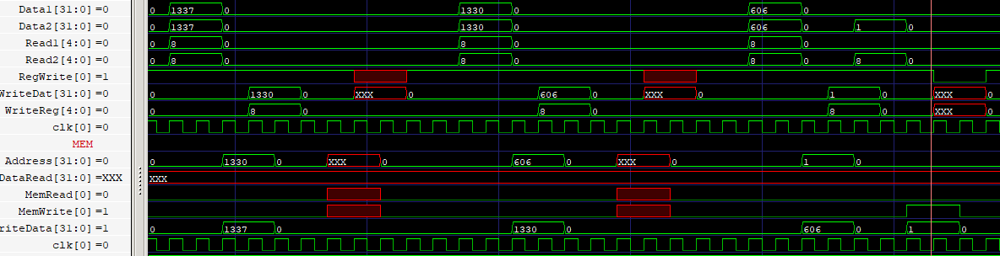 Data1[31:0] =0 0 1337 0 1330 0 606 0
Data2[31:0] =0 0 1337 0 1330 0 606 0 1 0
Read1[4:0] =0 0 8 0 8 0 8 0
Read2[4:0] =0 0 8 0 8 0 8 0 8 0
RegWrite[0] =1
WriteDat[31:0] =0 0 1330 0 XXX 0 606 0 XXX 0 1 0 XXX 0
WriteReg[4:0] =0 0 8 0 8 0 8 0 XXX 0
clk[0] =0
MEM
Address[31:0] =0 0 1330 0 XXX 0 606 0 XXX 0 1 0
DataRead[31:0] =XXX XXX
MemRead[0] =0
MemWrite[0] =1
riteData[31:0] =1 0 1337 0 1330 0 606 0 1 0
clk[0] =0